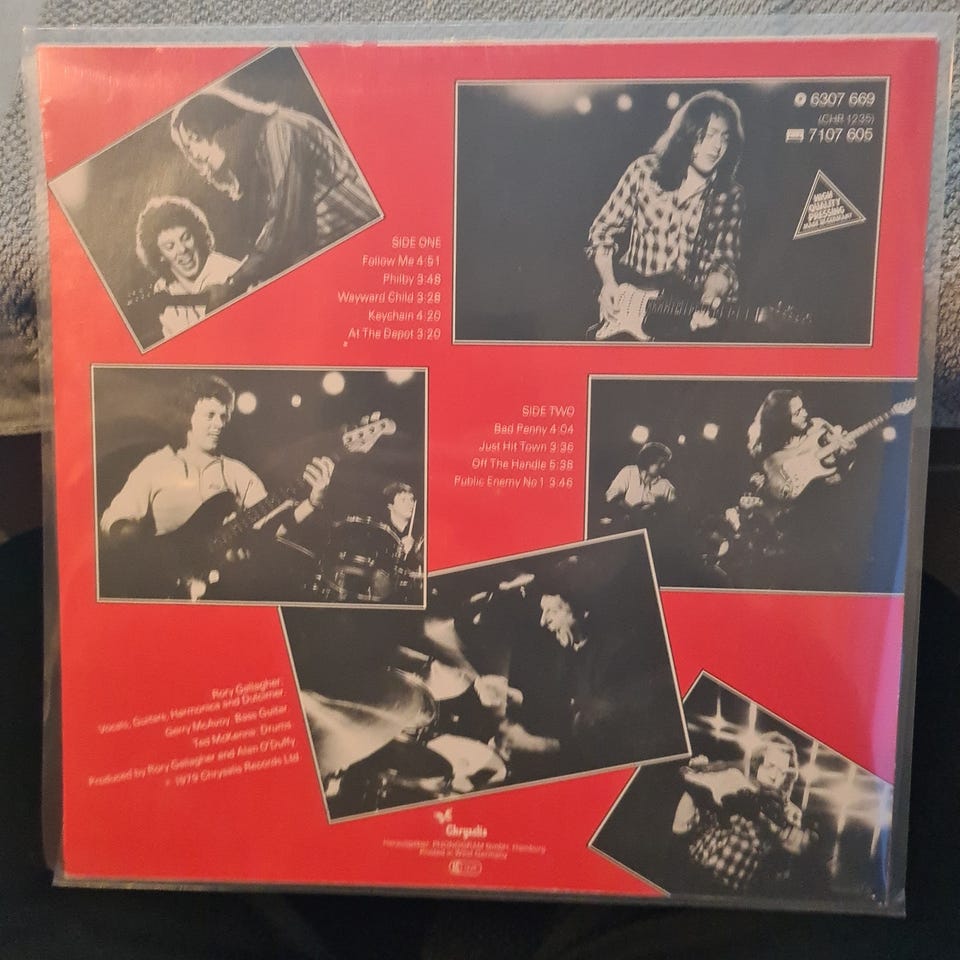 6307 669
(CHR 1235)
7107 605
HIGH
QUALITY
PRESSING
MADE IN GERMANY
SIDE ONE
Follow Me 4:51
Philby 3:48
Wayward Child 3:28
Keychain 4:20
At The Depot 3:20
SIDE TWO
Bad Penny 4:04
Just Hit Town 3:36
Off The Handle 5:38
Public Enemy No 1 3:46
Rory Gallagher:
Vocals, Guitars, Harmonica and Dulcimer.
Gerry McAvoy: Bass Guitar.
Ted McKenna: Drums.
Produced by Rory Gallagher and Alan O'Duffy.
1979 Chrysalis Records Ltd.
Chrysalis
PHONOGRAM GmbH, Hamburg
Printed in West Germany